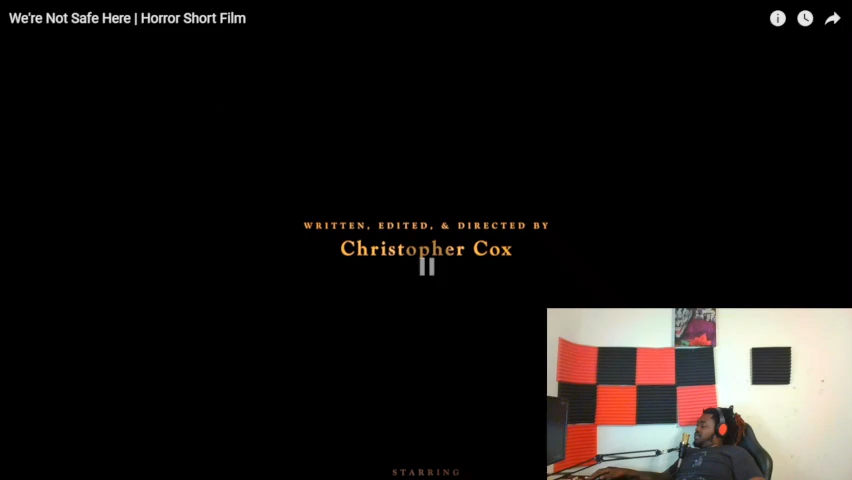 We're Not Safe Here | Horror Short Film
WRITTEN, EDITED, & DIRECTED BY
Christopher Cox
STARRING